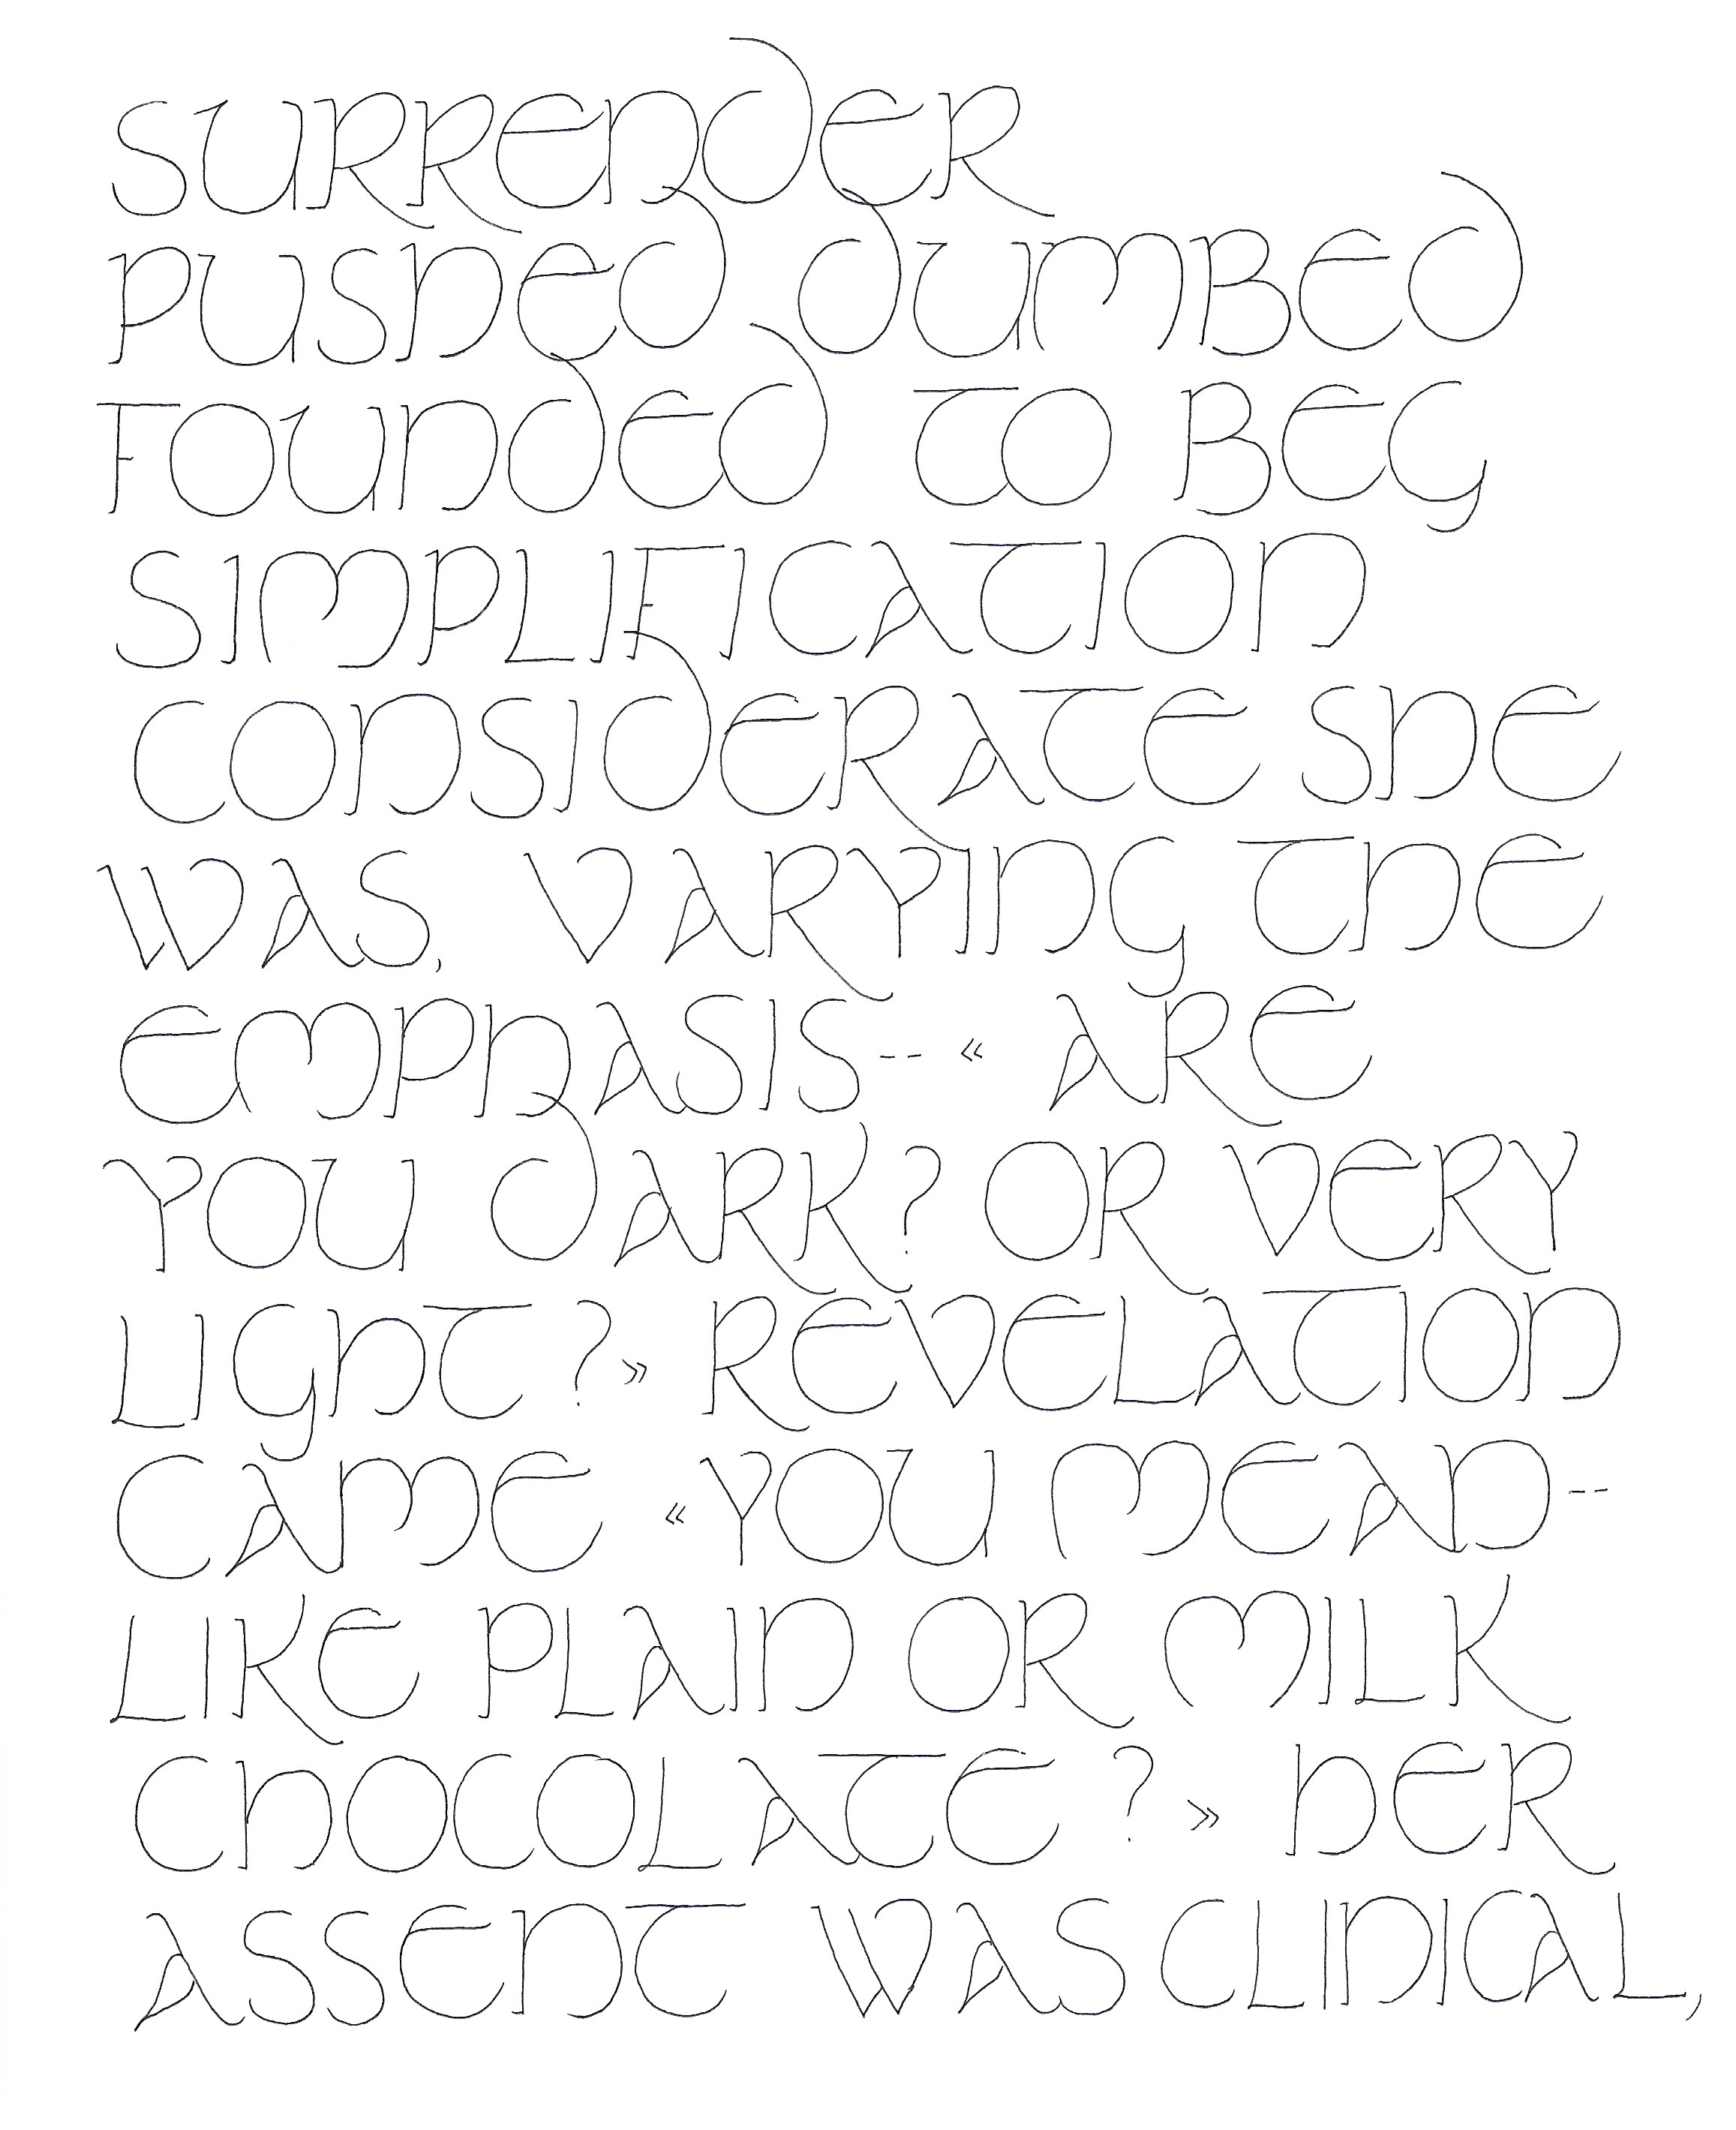 SURRENDER
PUSHED DUMBED
FOUNDED TO BEG
SIMPLIFICATION
CONSIDERATE SHE
WAS, VARYING THE
EMPHASIS-- « ARE
YOU DARK? OR VERY
LIGHT?» REVELATION
CAME «YOU MEAN--
LIKE PLAIN OR MILK
CHOCOLATE?» HER
ASSENT WAS CLINICAL,